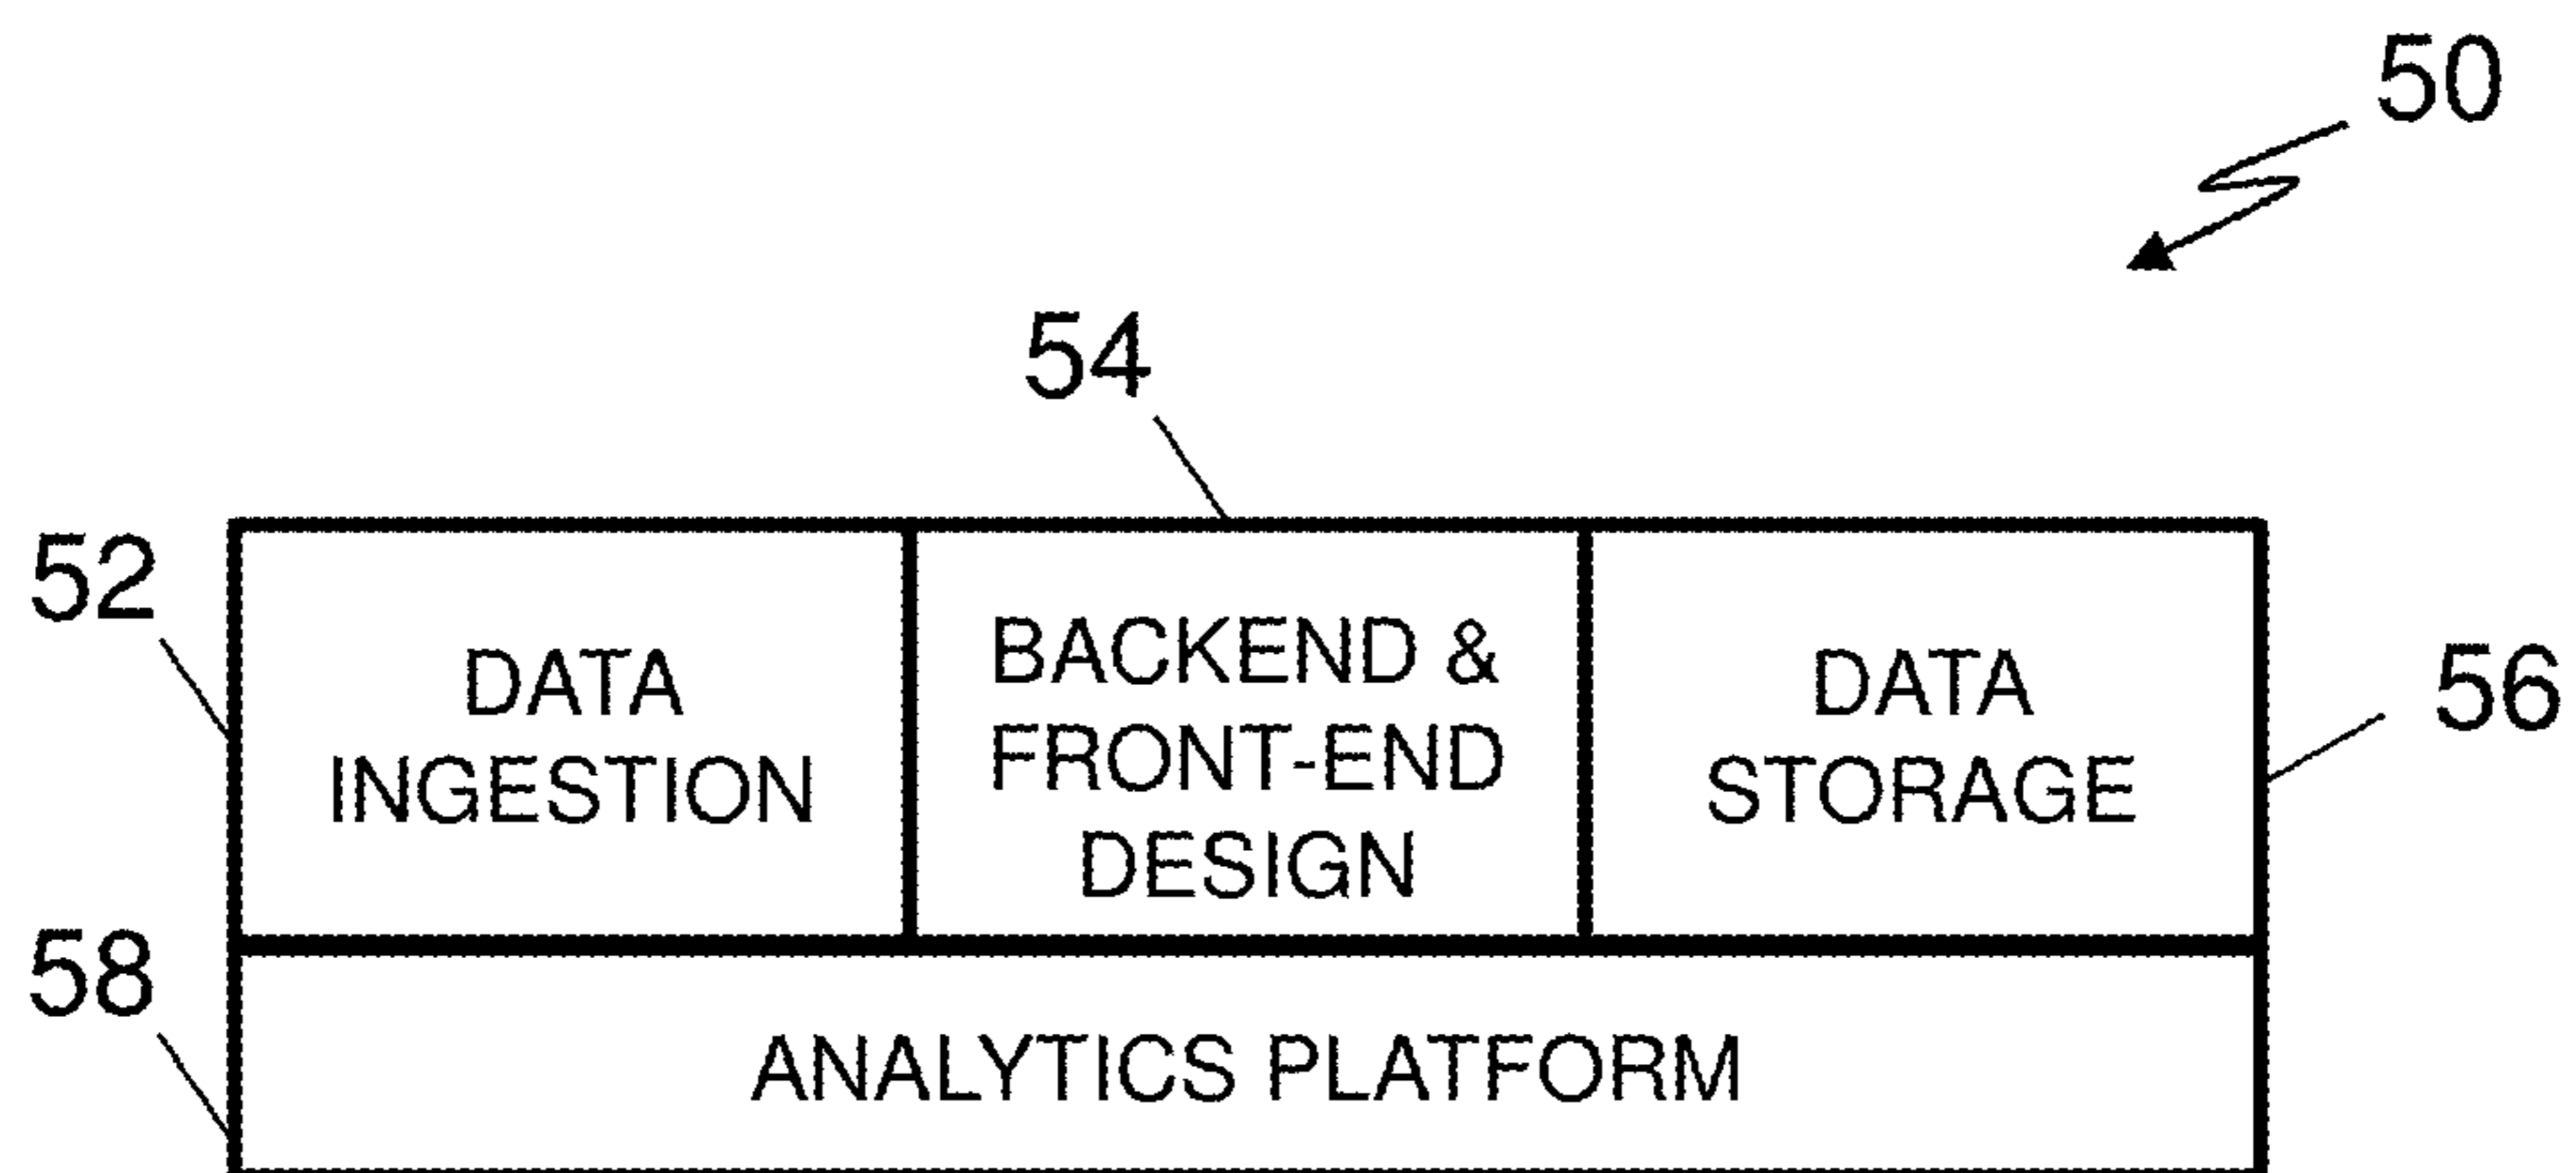 50
54
52
DATA
INGESTION
BACKEND &
FRONT-END
DESIGN
DATA
STORAGE
56
58
ANALYTICS PLATFORM